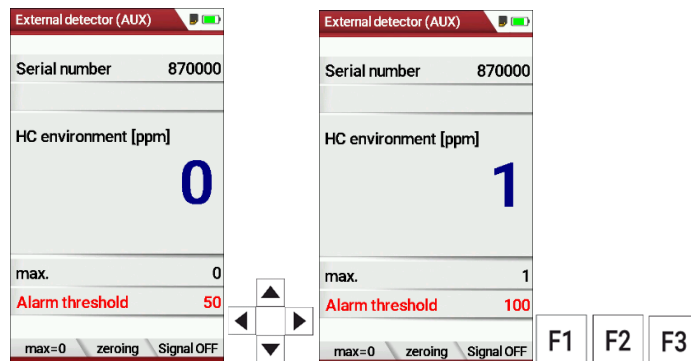 External detector (AUX)
Serial number 870000
HC environment [ppm]
0
max. 0
Alarm threshold 50
max=0 zeroing Signal OFF
External detector (AUX)
Serial number 870000
HC environment [ppm]
1
max. 1
Alarm threshold 100
max=0 zeroing Signal OFF
F1 F2 F3